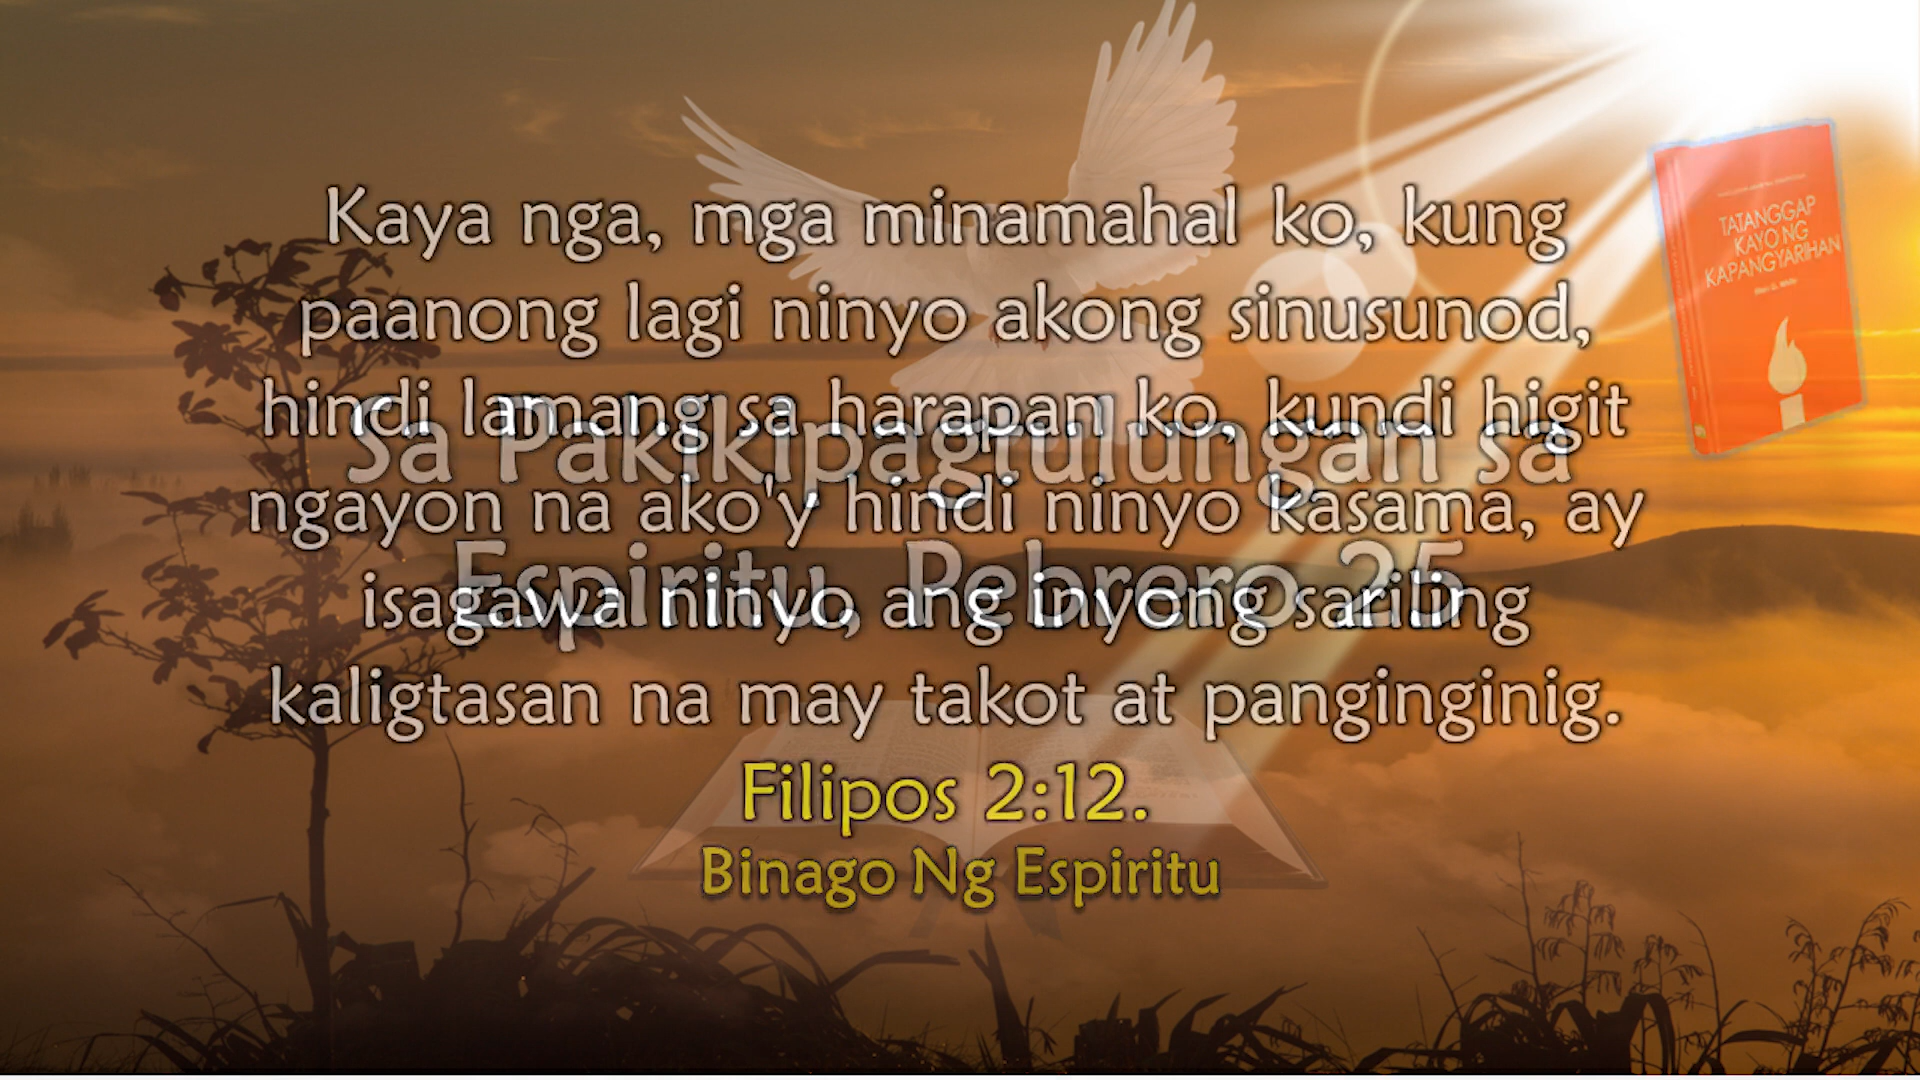 Kaya nga, mga minamahal ko, kung
paanong lagi ninyo akong sinusunod,
hindi lamang sa harapan ko, kundi higit
ngayon na ako'y hindi ninyo kasama, ay
isagawa ninyo ang inyong sariling
kaligtasan na may takot at panginginig.
Filipos 2:12.
Binago Ng Espiritu
Sa Pakikipagtulungan sa
Espiritu, Pebrero 25
TATANGGAP
KAYO NG
KAPANGYARIHAN
Ellen G. White